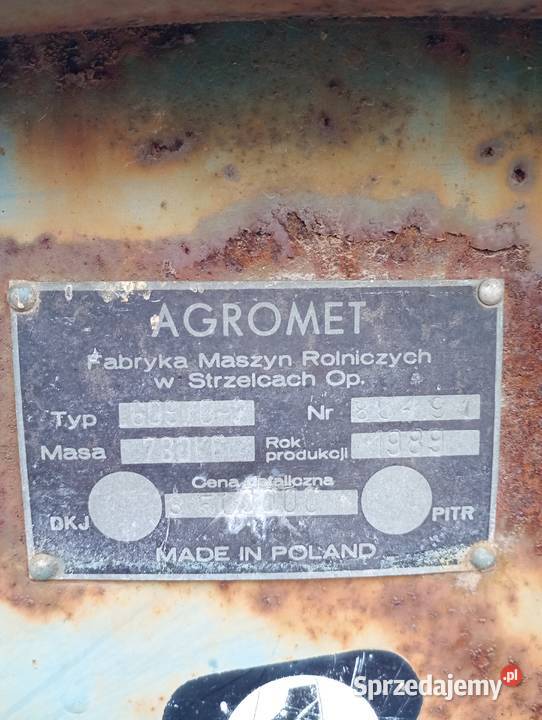 AGROMET
Fabryka Maszyn Rolniczych
w Strzelcach Op.
Typ Nr
Masa 730KG Rok produkcji 1989
Cena detaliczna
DKJ PITR
MADE IN POLAND
Sprzedajemy.pl